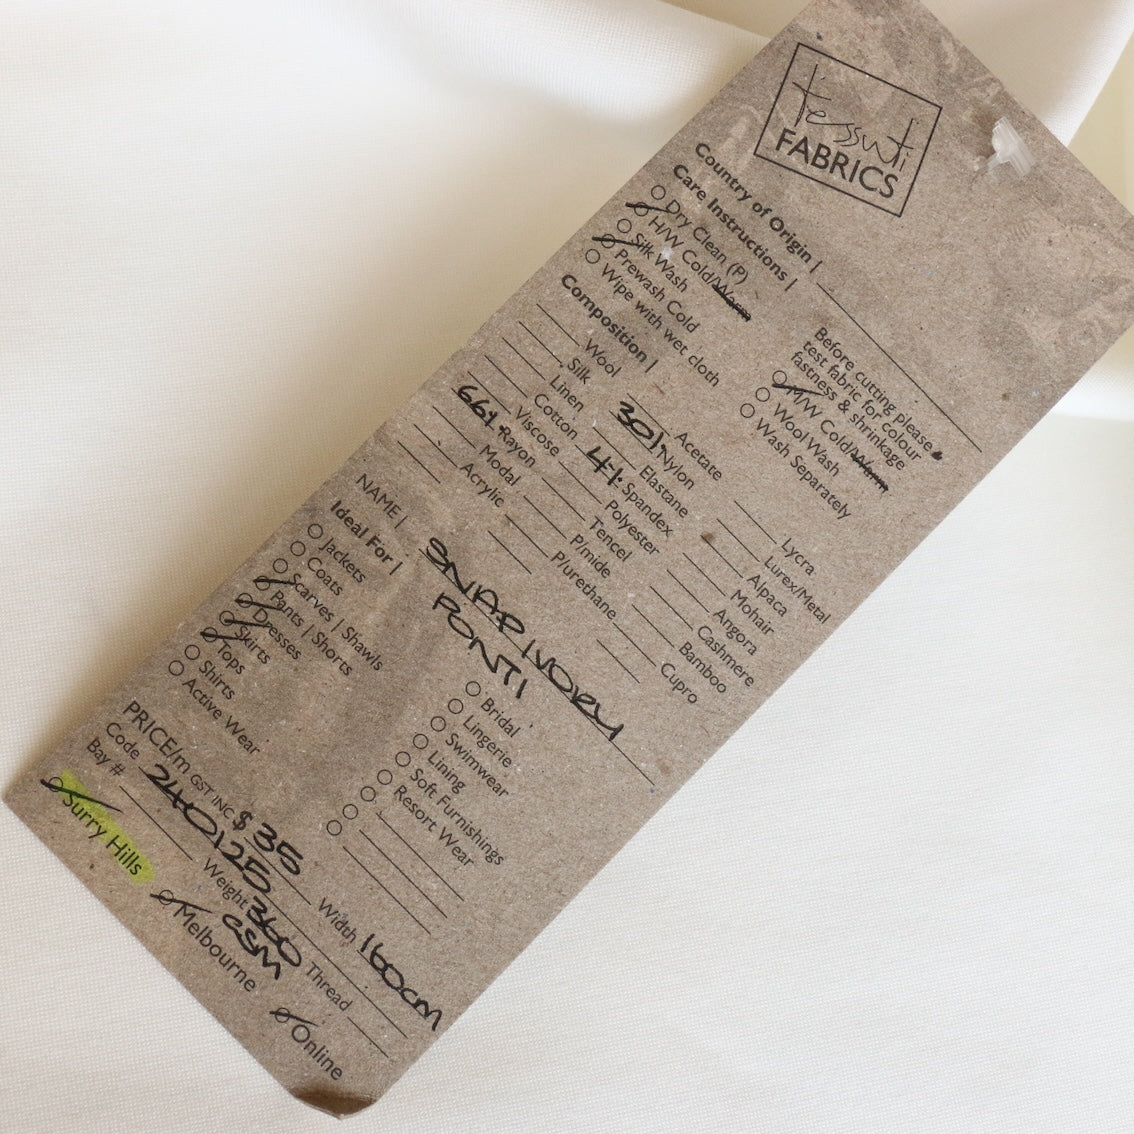 tessuti
FABRICS
Country of Origin |
Care Instructions |
Dry Clean (P)
H/W Cold/Warm
Silk Wash
Prewash Cold
Wipe with wet cloth
Before cutting please
test fabric for colour
fastness & shrinkage
M/W Cold/Warm
Wool Wash
Wash Separately
Composition |
Wool
Silk
Linen
Cotton
Viscose
66% Rayon
Modal
Acrylic
Acetate
30% Nylon
Elastane
4% Spandex
Polyester
Tencel
P/mide
P/urethane
Lycra
Lurex/Metal
Alpaca
Mohair
Angora
Cashmere
Bamboo
Cupro
NAME | SNAP IVORY
PONTI
Ideal For |
Jackets
Coats
Scarves | Shawls
Pants | Shorts
Dresses
Skirts
Tops
Shirts
Active Wear
Bridal
Lingerie
Swimwear
Lining
Soft Furnishings
Resort Wear
PRICE/m GST INC $35 Width 160cm
Code 240125
Bay # Weight 360 GSM Thread
Surry Hills Melbourne Online